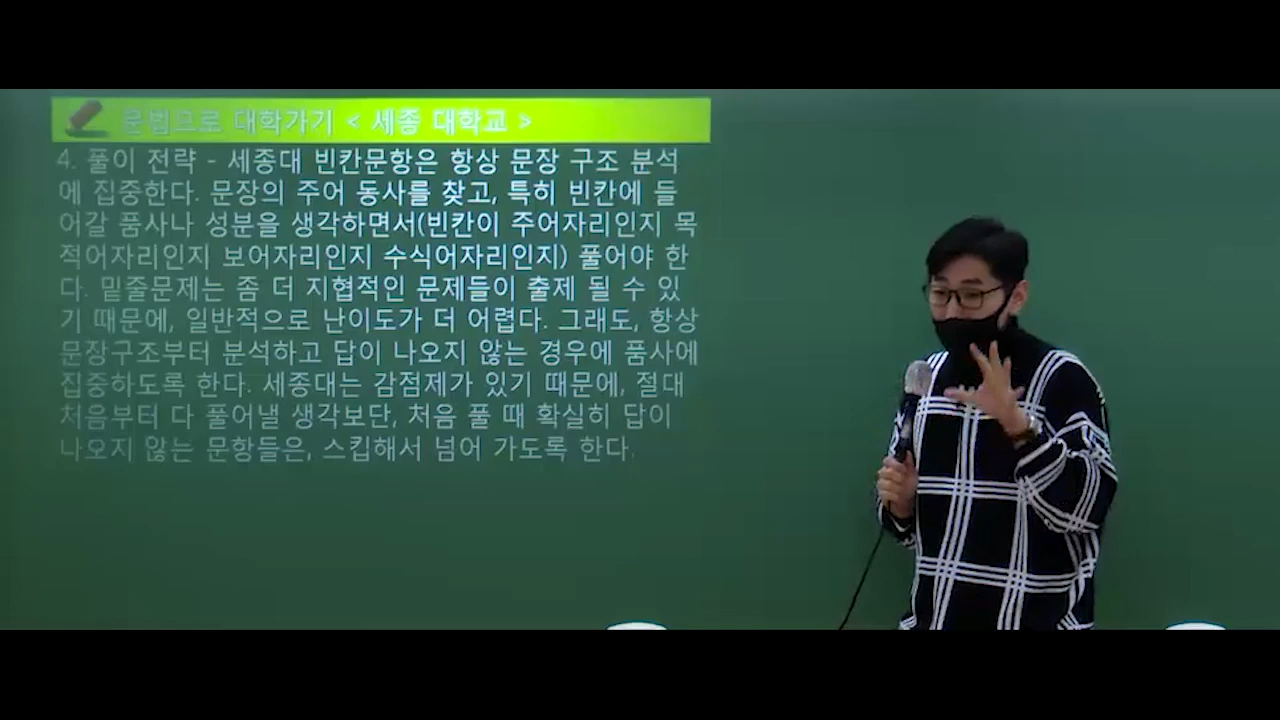 문법으로 대학가기 < 세종 대학교 >
4. 풀이 전략 - 세종대 빈칸문항은 항상 문장 구조 분석
에 집중한다. 문장의 주어 동사를 찾고, 특히 빈칸에 들
어갈 품사나 성분을 생각하면서(빈칸이 주어자리인지 목
적어자리인지 보어자리인지 수식어자리인지) 풀어야 한
다. 밑줄문제는 좀 더 지협적인 문제들이 출제 될 수 있
기 때문에, 일반적으로 난이도가 더 어렵다. 그래도, 항상
문장구조부터 분석하고 답이 나오지 않는 경우에 품사에
집중하도록 한다. 세종대는 감점제가 있기 때문에, 절대
처음부터 다 풀어낼 생각보단, 처음 풀 때 확실히 답이
나오지 않는 문항들은, 스킵해서 넘어 가도록 한다.